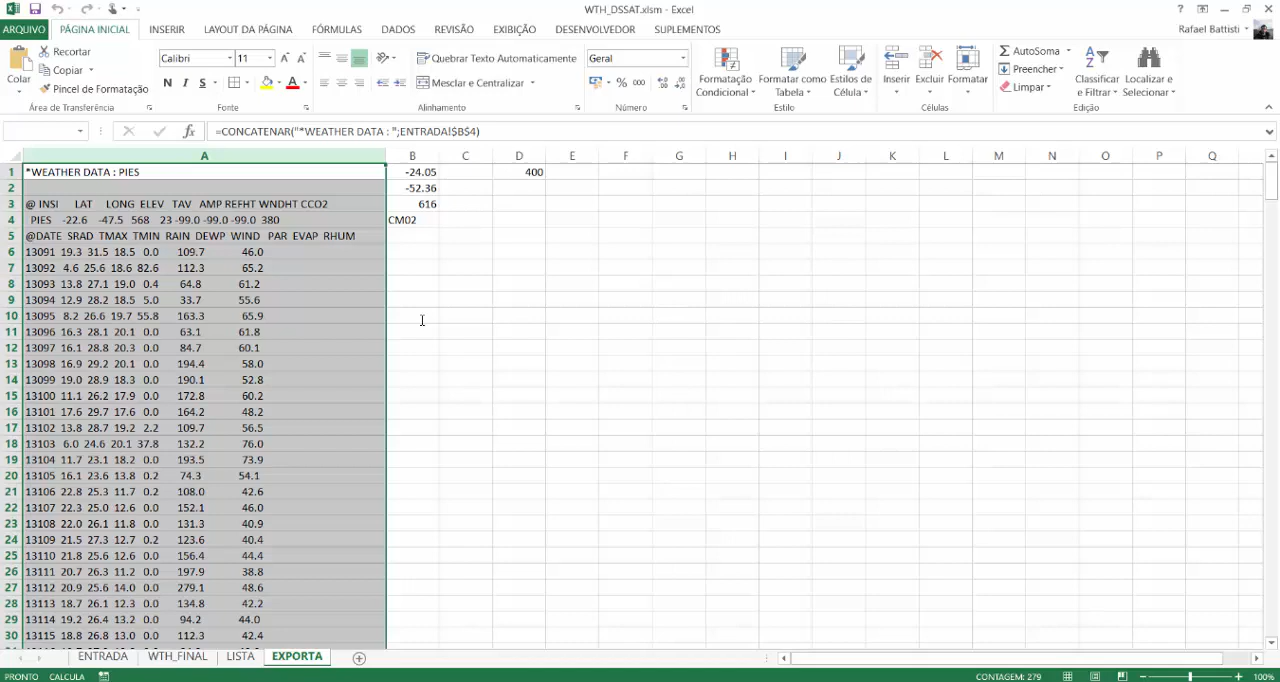 WTH_DSSAT.xlsm - Excel
ARQUIVO PÁGINA INICIAL INSERIR LAYOUT DA PÁGINA FÓRMULAS DADOS REVISÃO EXIBIÇÃO DESENVOLVEDOR SUPLEMENTOS Rafael Battisti
Colar Recortar Copiar Pincel de Formatação
Calibri 11
N I S
Quebrar Texto Automaticamente
Mesclar e Centralizar
Geral
% 000
Formatação Condicional Formatar como Tabela Estilos de Célula
Inserir Excluir Formatar
Σ AutoSoma Preencher Limpar
Classificar e Filtrar Localizar e Selecionar
Área de Transferência Fonte Alinhamento Número Estilo Células Edição
fx =CONCATENAR("*WEATHER DATA : ";ENTRADA!$B$4)
A B C D E F G H I J K L M N O P Q
1 *WEATHER DATA : PIES -24.05 400
2 -52.36
3 @ INSI LAT LONG ELEV TAV AMP REFHT WNDHT CCO2 616
4 PIES -22.6 -47.5 568 23 -99.0 -99.0 -99.0 380 CM02
5 @DATE SRAD TMAX TMIN RAIN DEWP WIND PAR EVAP RHUM
6 13091 19.3 31.5 18.5 0.0 109.7 46.0
7 13092 4.6 25.6 18.6 82.6 112.3 65.2
8 13093 13.8 27.1 19.0 0.4 64.8 61.2
9 13094 12.9 28.2 18.5 5.0 33.7 55.6
10 13095 8.2 26.6 19.7 55.8 163.3 65.9
11 13096 16.3 28.1 20.1 0.0 63.1 61.8
12 13097 16.1 28.8 20.3 0.0 84.7 60.1
13 13098 16.9 29.2 20.1 0.0 194.4 58.0
14 13099 19.0 28.9 18.3 0.0 190.1 52.8
15 13100 11.1 26.2 17.9 0.0 172.8 60.2
16 13101 17.6 29.7 17.6 0.0 164.2 48.2
17 13102 13.8 28.7 19.2 2.2 109.7 56.5
18 13103 6.0 24.6 20.1 37.8 132.2 76.0
19 13104 11.7 23.1 18.2 0.0 193.5 73.9
20 13105 16.1 23.6 13.8 0.2 74.3 54.1
21 13106 22.8 25.3 11.7 0.2 108.0 42.6
22 13107 22.3 25.0 12.6 0.0 152.1 46.0
23 13108 22.0 26.1 11.8 0.0 131.3 40.9
24 13109 21.5 27.3 12.7 0.2 123.6 40.4
25 13110 21.8 25.6 12.6 0.0 156.4 44.4
26 13111 20.7 26.3 11.2 0.0 197.9 38.8
27 13112 20.9 25.6 14.0 0.0 279.1 48.6
28 13113 18.7 26.1 12.3 0.0 134.8 42.2
29 13114 19.2 26.4 13.2 0.0 94.2 44.0
30 13115 18.8 26.8 13.0 0.0 112.3 42.4
ENTRADA WTH_FINAL LISTA EXPORTA
PRONTO CALCULA CONTAGEM: 279 100%